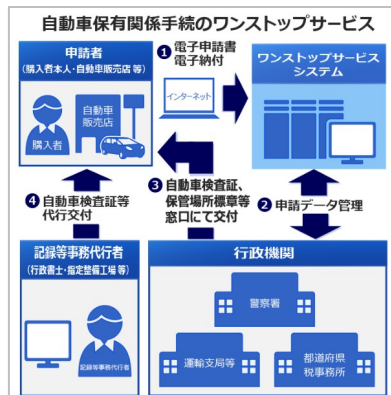 自動車保有関係手続のワンストップサービス
申請者
（購入者本人・自動車販売店 等）
購入者
自動車
販売店
❶ 電子申請書
電子納付
インターネット
ワンストップサービス
システム
❹ 自動車検査証等
代行交付
❸ 自動車検査証、
保管場所標章等
窓口にて交付
❷ 申請データ管理
記録等事務代行者
（行政書士・指定整備工場 等）
記録等事務代行者
行政機関
警察署
運輸支局等
都道府県
税事務所